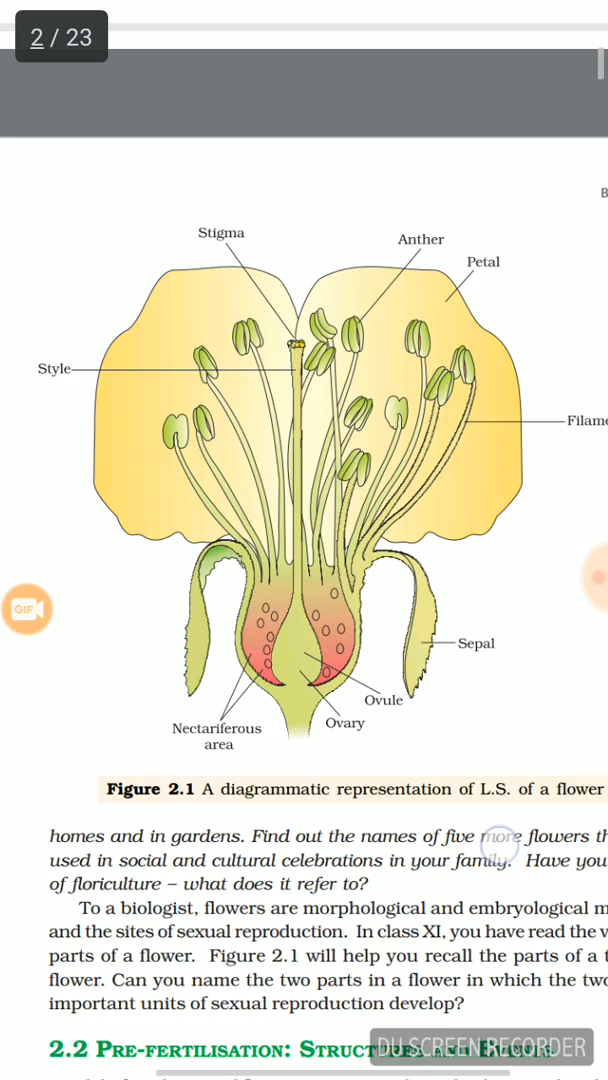 2 / 23
B
Stigma
Anther
Petal
Style
Filam
Sepal
Ovule
Nectariferous
area
Ovary
Figure 2.1 A diagrammatic representation of L.S. of a flower
homes and in gardens. Find out the names of five more flowers th
used in social and cultural celebrations in your family. Have you
of floriculture – what does it refer to?
To a biologist, flowers are morphological and embryological m
and the sites of sexual reproduction. In class XI, you have read the v
parts of a flower. Figure 2.1 will help you recall the parts of a t
flower. Can you name the two parts in a flower in which the two
important units of sexual reproduction develop?
2.2 PRE-FERTILISATION: STRUCTURES AND EVENTS
DU SCREEN RECORDER
GIF